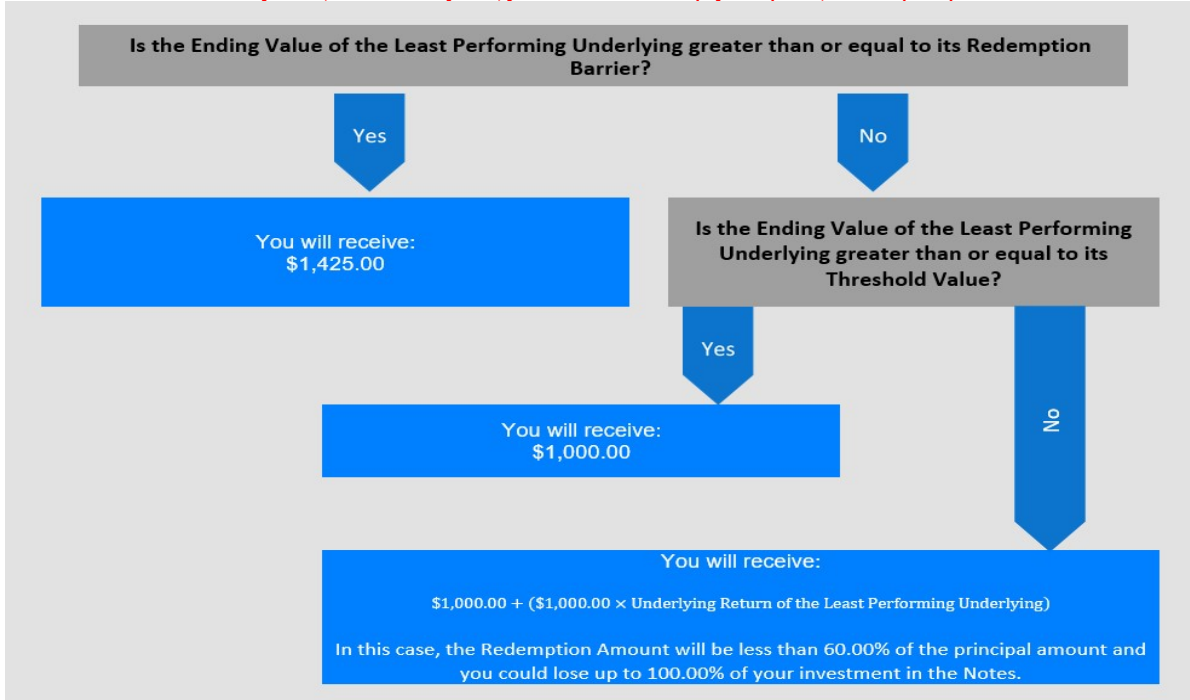 Is the Ending Value of the Least Performing Underlying greater than or equal to its Redemption
Barrier?
Yes
No
You will receive:
$1,425.00
Is the Ending Value of the Least Performing
Underlying greater than or equal to its
Threshold Value?
Yes
No
You will receive:
$1,000.00
You will receive:
$1,000.00 + ($1,000.00 × Underlying Return of the Least Performing Underlying)
In this case, the Redemption Amount will be less than 60.00% of the principal amount and
you could lose up to 100.00% of your investment in the Notes.